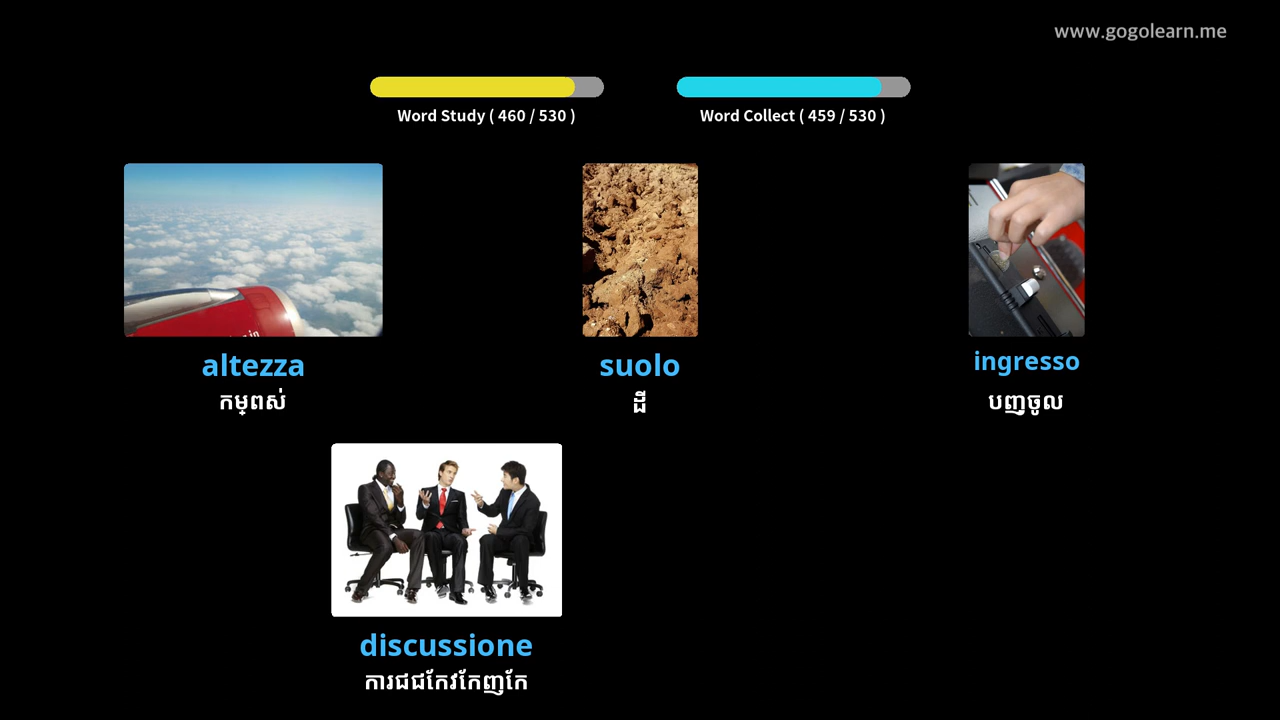 www.gogolearn.me
Word Study ( 460 / 530 )
Word Collect ( 459 / 530 )
altezza
កម្ពស់
suolo
ដី
ingresso
បញ្ចូល
discussione
ការជជកែវកែញកែ